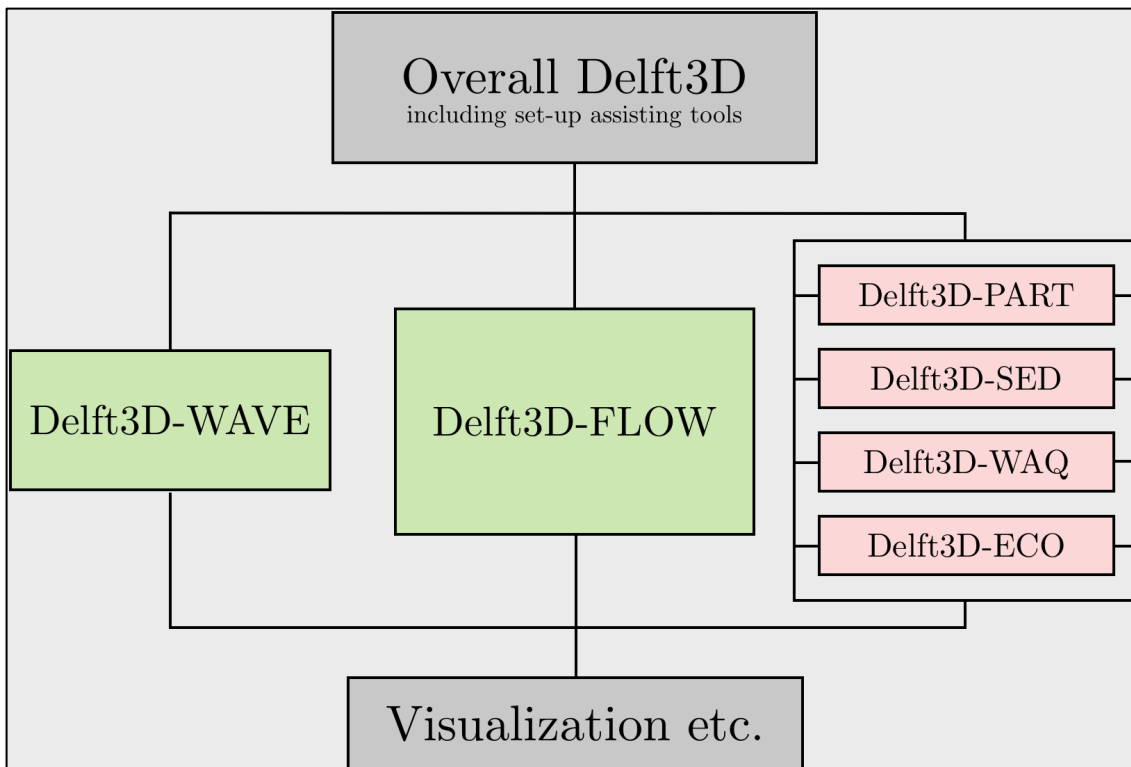 Overall Delft3D
including set-up assisting tools
Delft3D-PART
Delft3D-SED
Delft3D-WAVE
Delft3D-FLOW
Delft3D-WAQ
Delft3D-ECO
Visualization etc.